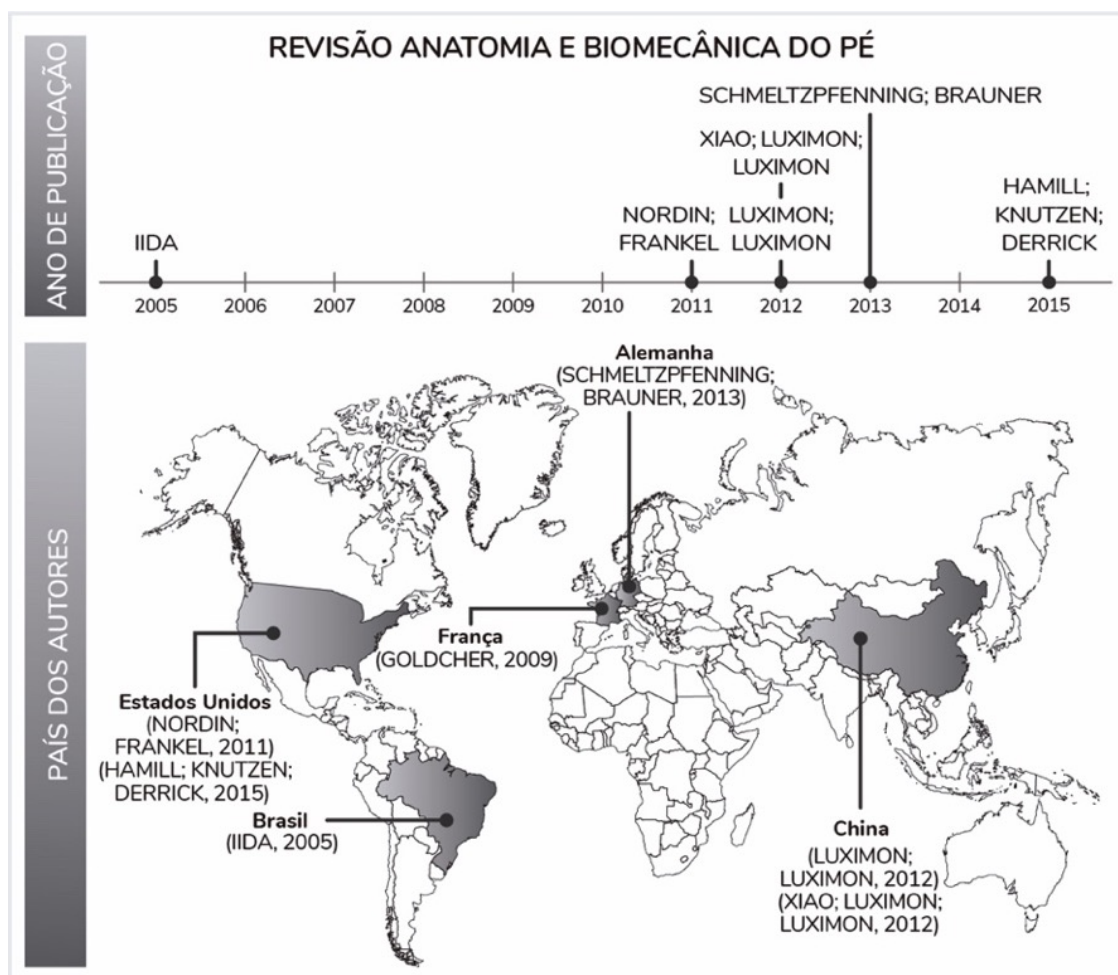 REVISÃO ANATOMIA E BIOMECÂNICA DO PÉ
ANO DE PUBLICAÇÃO
SCHMELTZPFENNING; BRAUNER
XIAO; LUXIMON;
LUXIMON
HAMILL;
KNUTZEN;
DERRICK
NORDIN;
FRANKEL
LUXIMON;
LUXIMON
IIDA
2005 2006 2007 2008 2009 2010 2011 2012 2013 2014 2015
PAÍS DOS AUTORES
Alemanha
(SCHMELTZPFENNING;
BRAUNER, 2013)
França
(GOLDCHER, 2009)
Estados Unidos
(NORDIN;
FRANKEL, 2011)
(HAMILL; KNUTZEN;
DERRICK, 2015)
Brasil
(IIDA, 2005)
China
(LUXIMON;
LUXIMON, 2012)
(XIAO; LUXIMON;
LUXIMON, 2012)